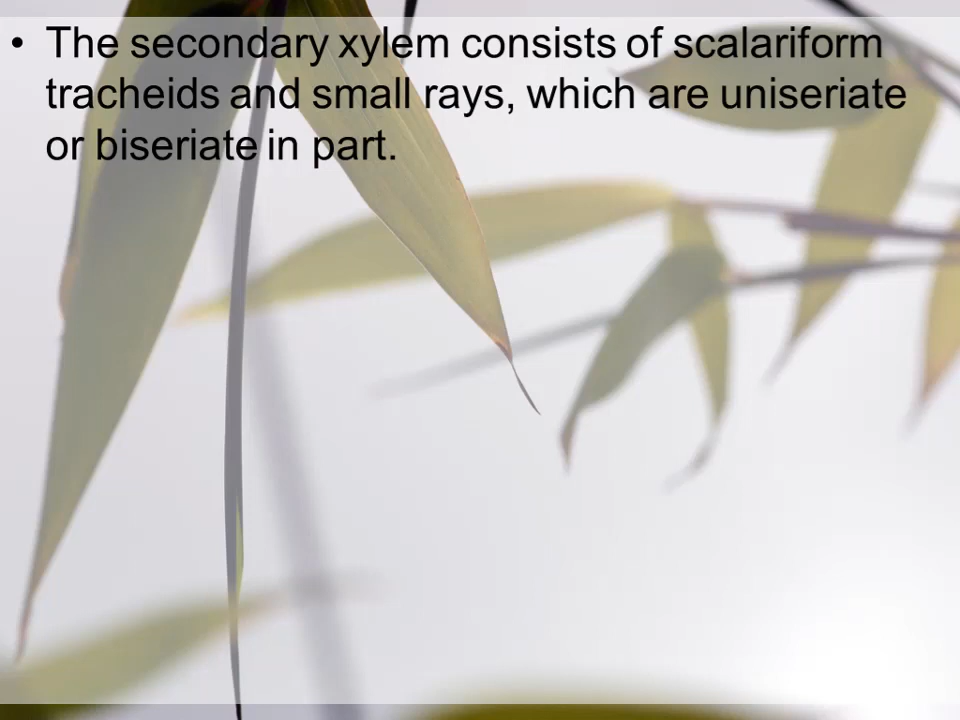 • The secondary xylem consists of scalariform
tracheids and small rays, which are uniseriate
or biseriate in part.